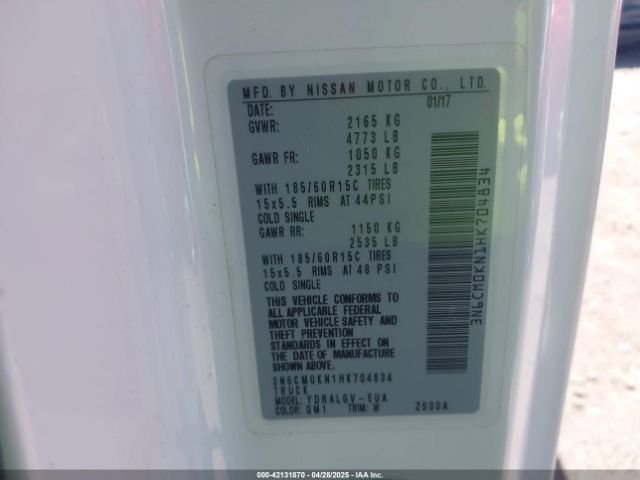 MFD. BY NISSAN MOTOR CO., LTD.
DATE: 01/17
GVWR: 2165 KG
4773 LB
GAWR FR: 1050 KG
2315 LB
WITH 185/60R15C TIRES
15x5.5 RIMS AT 44PSI
COLD SINGLE
GAWR RR: 1150 KG
2535 LB
WITH 185/60R15C TIRES
15x5.5 RIMS AT 48 PSI
COLD SINGLE
THIS VEHICLE CONFORMS TO
ALL APPLICABLE FEDERAL
MOTOR VEHICLE SAFETY AND
THEFT PREVENTION
STANDARDS IN EFFECT ON
THE DATE OF MANUFACTURE
SHOWN ABOVE.
3N6CM0KN1HK704834
TRUCK
MODEL: YDRALGV-EUA
COLOR: QM1 TRIM: W ZS00A
3N6CM0KN1HK704834
000-42131870 - 04/28/2025 - IAAI.COM